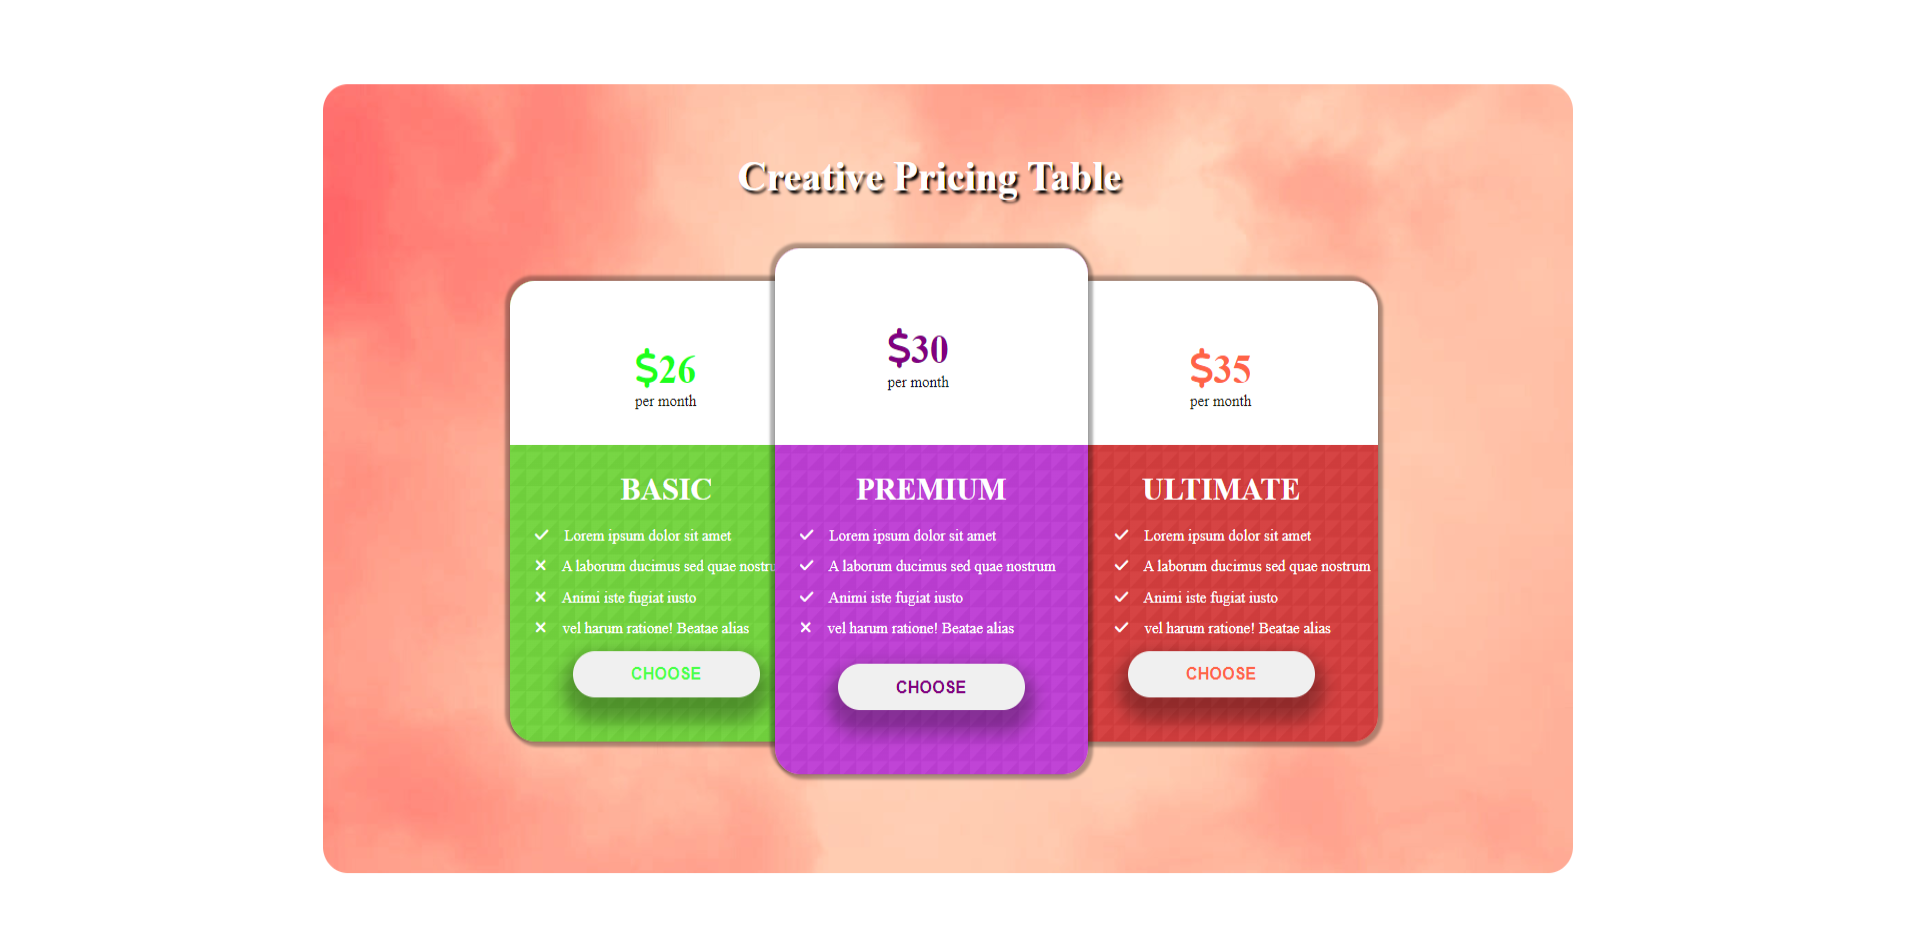 Creative Pricing Table
$26
per month
BASIC
Lorem ipsum dolor sit amet
A laborum ducimus sed quae nostru
Animi iste fugiat iusto
vel harum ratione! Beatae alias
CHOOSE
$30
per month
PREMIUM
Lorem ipsum dolor sit amet
A laborum ducimus sed quae nostrum
Animi iste fugiat iusto
vel harum ratione! Beatae alias
CHOOSE
$35
per month
ULTIMATE
Lorem ipsum dolor sit amet
A laborum ducimus sed quae nostrum
Animi iste fugiat iusto
vel harum ratione! Beatae alias
CHOOSE